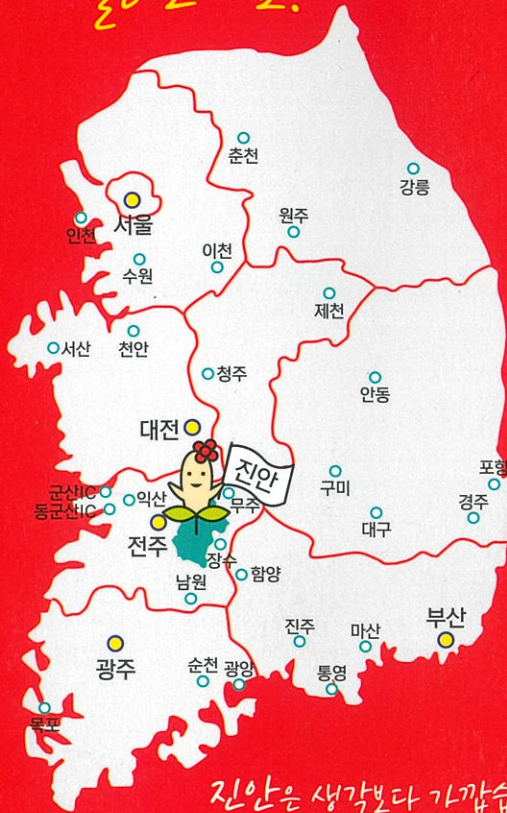 춘천
강릉
서울
인천
원주
이천
수원
제천
서산
천안
청주
안동
대전
진안
구미
포항
군산IC
익산
무주
경주
동군산IC
전주
대구
장수
함양
남원
진주
마산
부산
광주
순천
광양
통영
목포
진안은 생각보다 가깝습